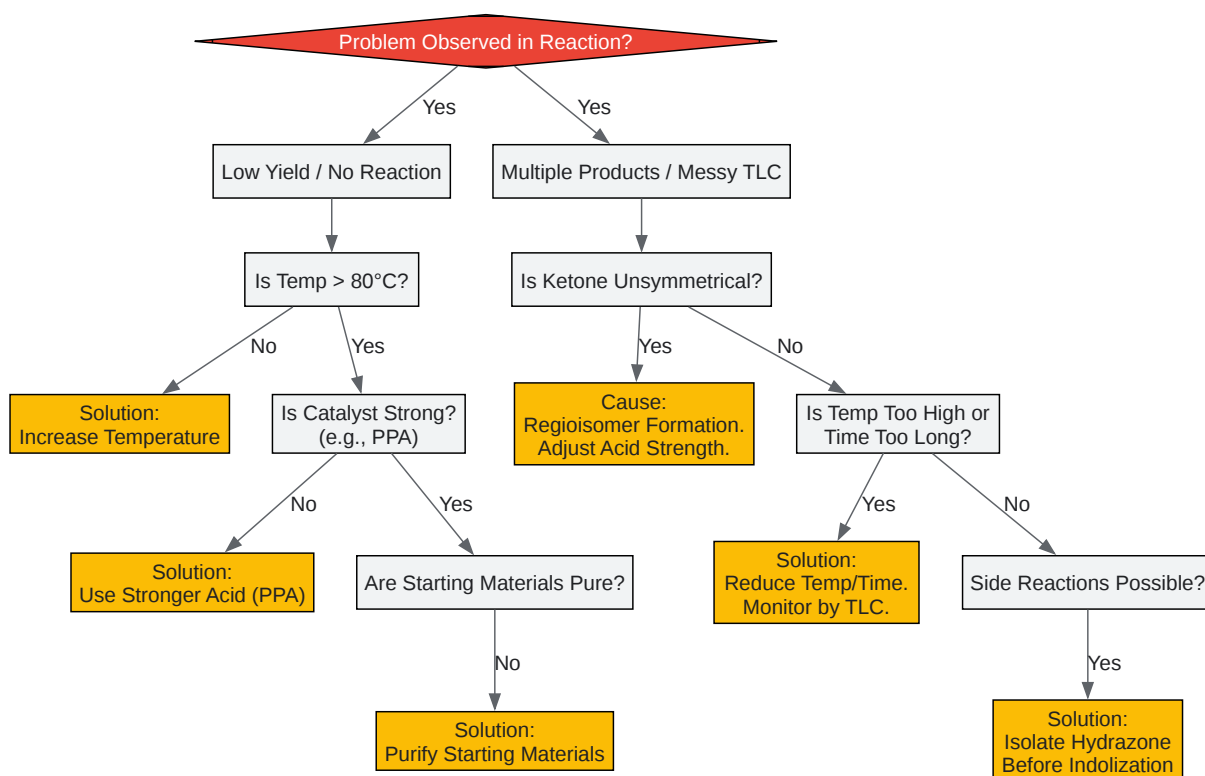 Problem Observed in Reaction?
Yes
Yes
Low Yield / No Reaction
Multiple Products / Messy TLC
Is Temp > 80°C?
Is Ketone Unsymmetrical?
No
Yes
Yes
No
Solution:
Increase Temperature
Is Catalyst Strong?
(e.g., PPA)
Cause:
Regioisomer Formation.
Adjust Acid Strength.
Is Temp Too High or
Time Too Long?
No
Yes
Yes
No
Solution:
Use Stronger Acid (PPA)
Are Starting Materials Pure?
Solution:
Reduce Temp/Time.
Monitor by TLC.
Side Reactions Possible?
No
Yes
Solution:
Purify Starting Materials
Solution:
Isolate Hydrazone
Before Indolization